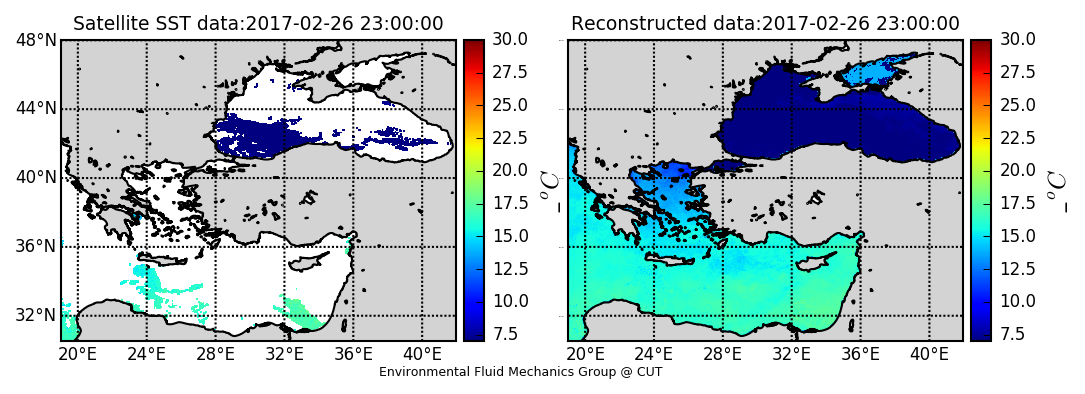 Satellite SST data:2017-02-26 23:00:00
48°N
44°N
40°N
36°N
32°N
20°E 24°E 28°E 32°E 36°E 40°E
30.0
27.5
25.0
22.5
20.0
17.5
15.0
12.5
10.0
7.5
_°C
Reconstructed data:2017-02-26 23:00:00
20°E 24°E 28°E 32°E 36°E 40°E
30.0
27.5
25.0
22.5
20.0
17.5
15.0
12.5
10.0
7.5
_°C
Environmental Fluid Mechanics Group @ CUT